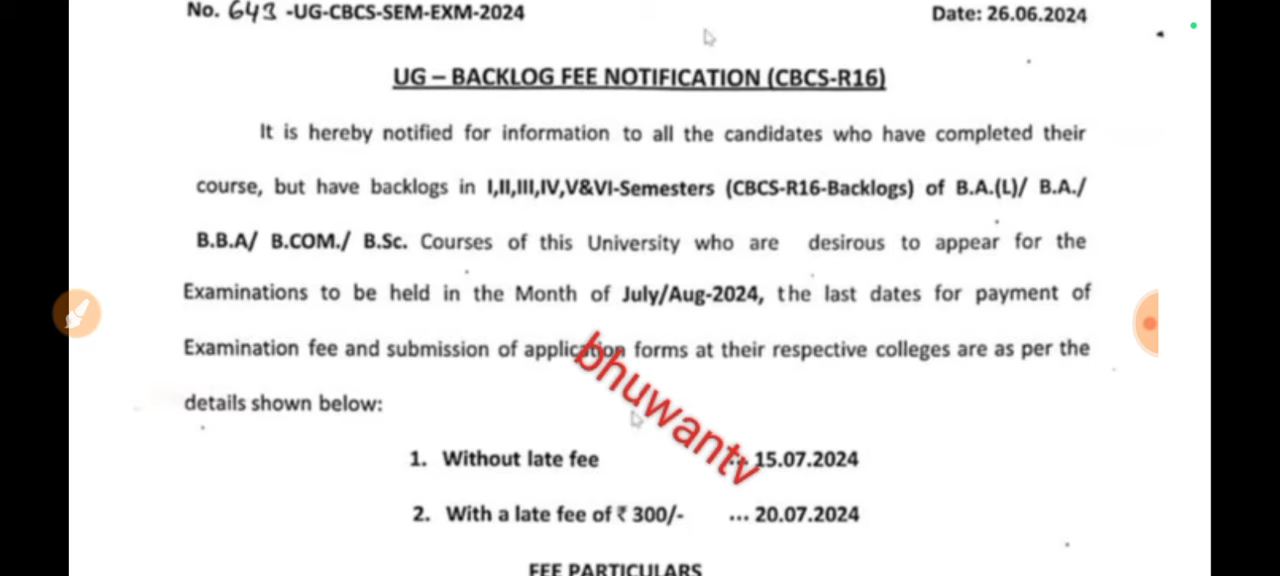 No. 643 -UG-CBCS-SEM-EXM-2024 Date: 26.06.2024
UG – BACKLOG FEE NOTIFICATION (CBCS-R16)
It is hereby notified for information to all the candidates who have completed their
course, but have backlogs in I,II,III,IV,V&VI-Semesters (CBCS-R16-Backlogs) of B.A.(L)/ B.A./
B.B.A/ B.COM./ B.Sc. Courses of this University who are desirous to appear for the
Examinations to be held in the Month of July/Aug-2024, the last dates for payment of
Examination fee and submission of application forms at their respective colleges are as per the
details shown below:
bhuwantv
1. Without late fee ... 15.07.2024
2. With a late fee of ₹ 300/- ... 20.07.2024
FEE PARTICULARS